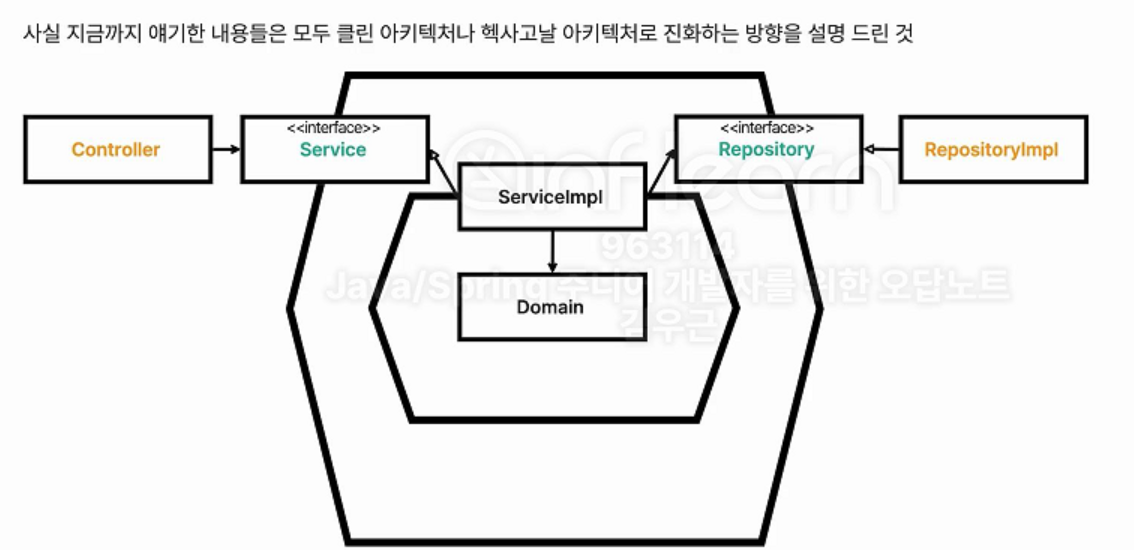 사실 지금까지 얘기한 내용들은 모두 클린 아키텍처나 헥사고날 아키텍처로 진화하는 방향을 설명 드린 것
Controller
<<interface>>
Service
ServiceImpl
Domain
<<interface>>
Repository
RepositoryImpl
inflearn
963114
Java/Spring 주니어 개발자를 위한 오답노트
김우근